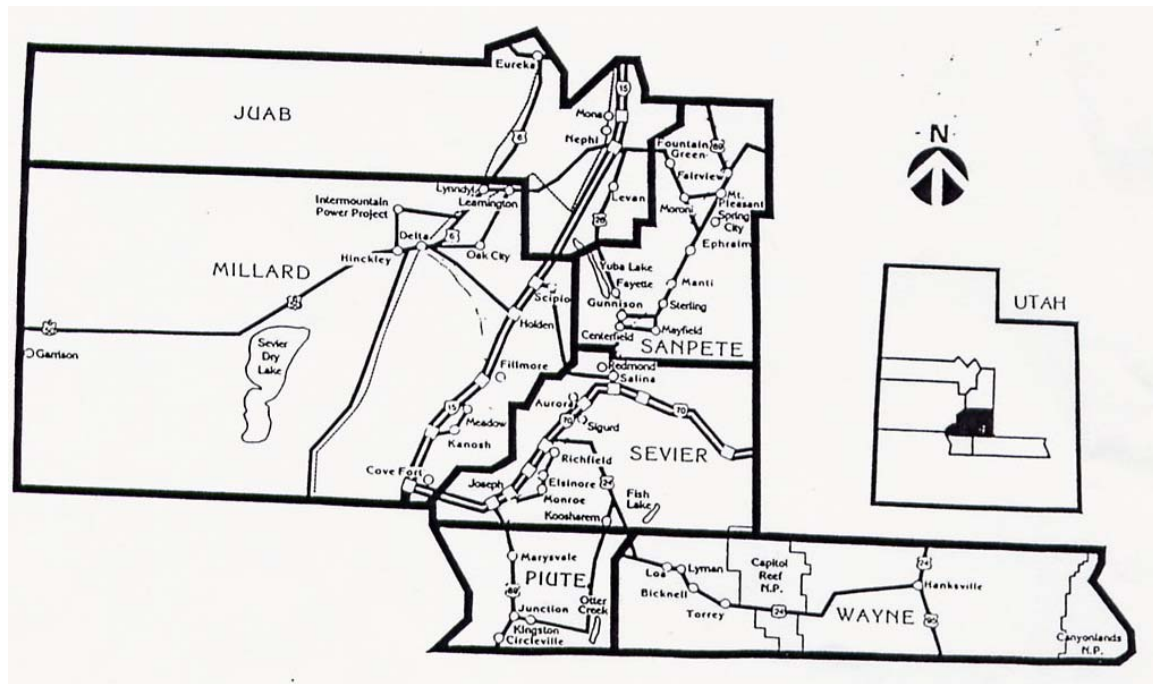 Eureka
15
JUAB
Mona
6
Nephi
Fountain
Green
89
Fairview
N
Lynndyl
Leamington
Mt.
Pleasant
Intermountain
Power Project
Levan
Moroni
Spring
City
28
6
Delta
Ephraim
Hinckley
Oak City
MILLARD
Yuba Lake
Fayette
Manti
UTAH
Scipio
Gunnison
Sterling
Holden
Centerfield
Mayfield
Garrison
Sevier
Dry
Lake
SANPETE
Fillmore
Redmond
Salina
Aurora
15
Meadow
70
70
Sigurd
Kanosh
SEVIER
Richfield
Cove Fort
Joseph
Elsinore
24
Monroe
Fish
Lake
Koosharem
Marysvale
Capitol
Reef
N.P.
24
PIUTE
Loa
Lyman
Hanksville
Bicknell
89
Otter
Creek
Junction
Torrey
24
WAYNE
95
Kingston
Circleville
Canyonlands
N.P.